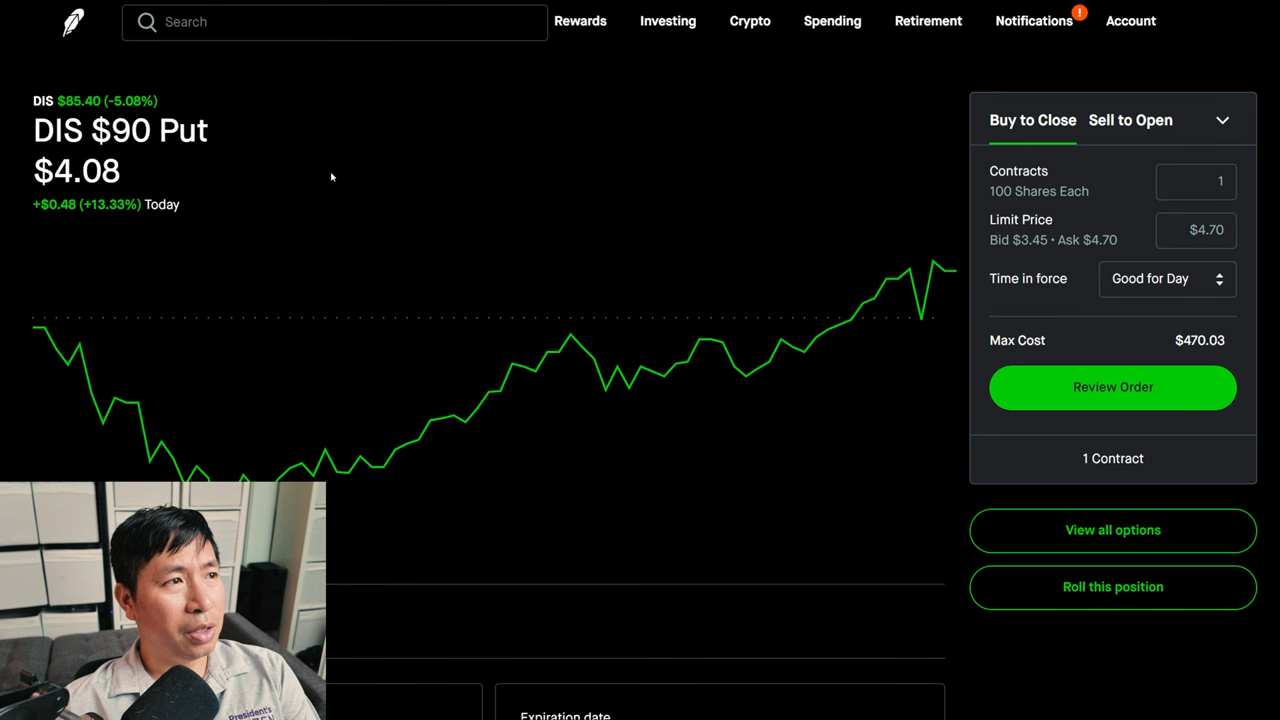 Search
Rewards
Investing
Crypto
Spending
Retirement
Notifications
!
Account
DIS $85.40 (-5.08%)
DIS $90 Put
$4.08
+$0.48 (+13.33%) Today
Buy to Close
Sell to Open
Contracts
100 Shares Each
1
Limit Price
Bid $3.45 • Ask $4.70
$4.70
Time in force
Good for Day
Max Cost
$470.03
Review Order
1 Contract
View all options
Roll this position
Expiration date
President's